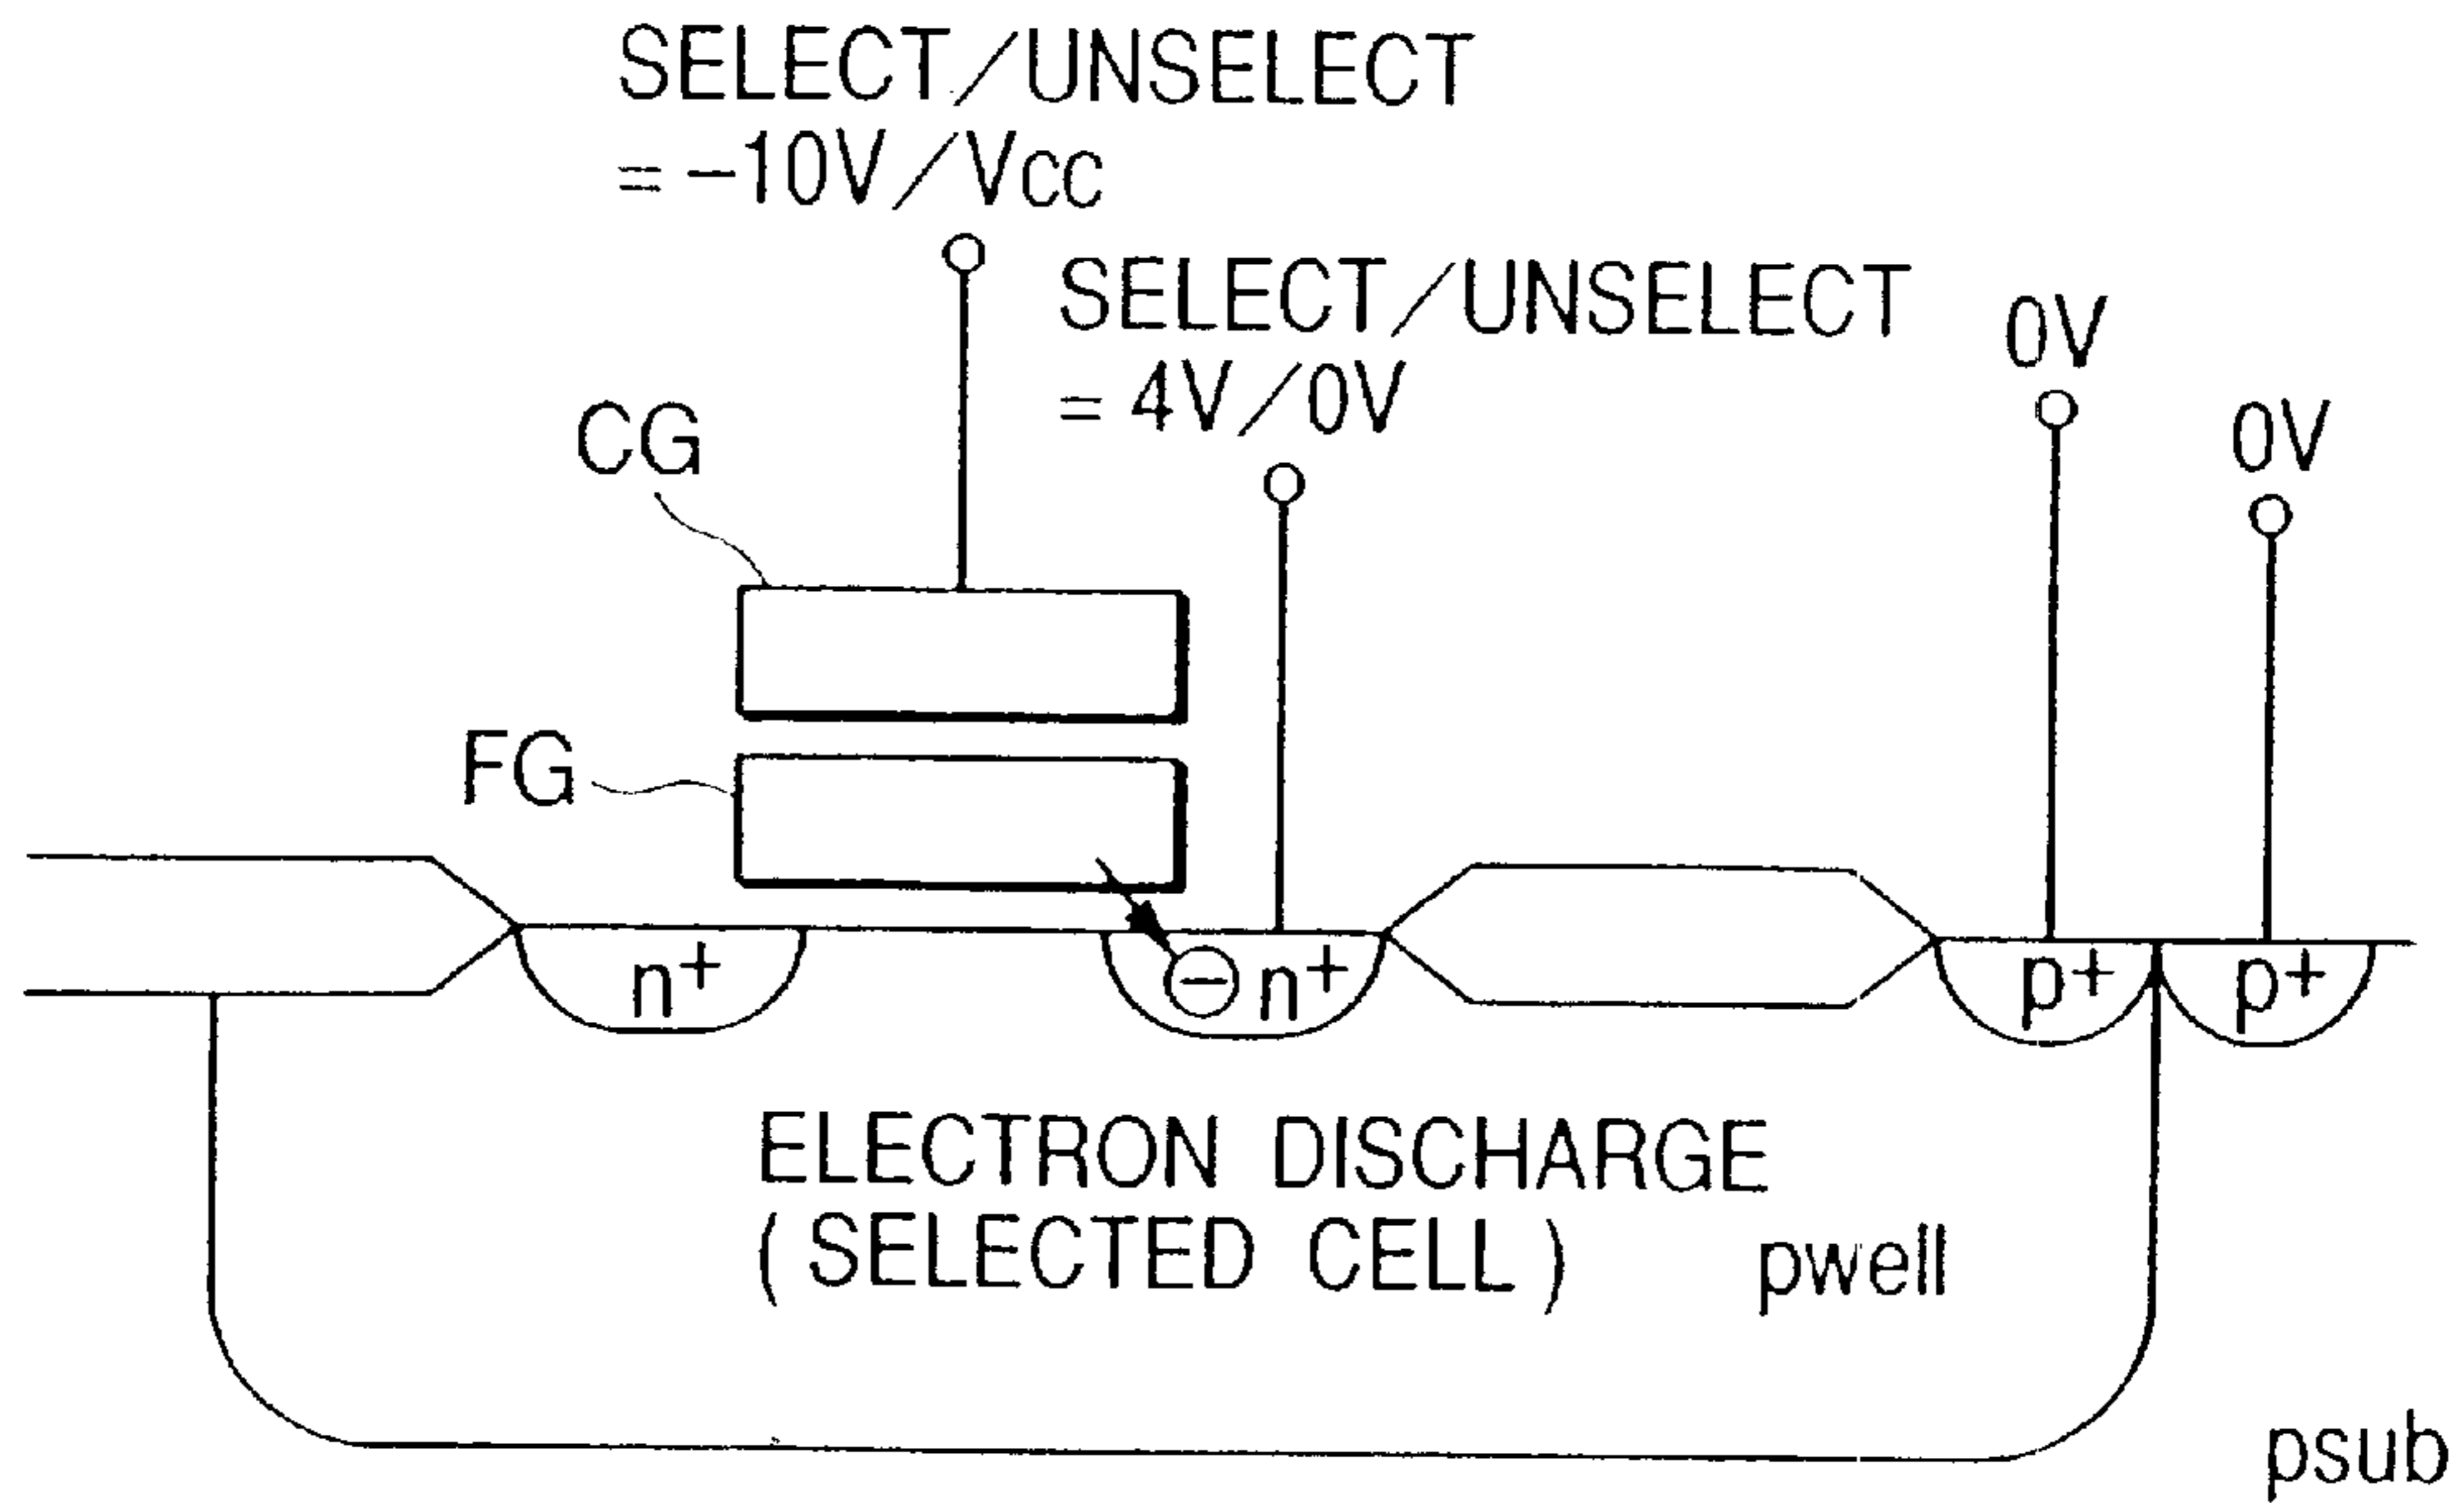 SELECT/UNSELECT
= −10V/Vcc
SELECT/UNSELECT
= 4V/0V
0V
0V
CG
FG
n+
⊖ n+
p+
p+
ELECTRON DISCHARGE
(SELECTED CELL)
pwell
psub